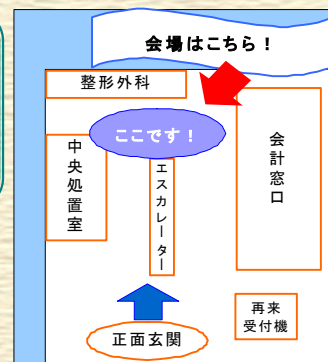 会場はこちら！
整形外科
ここです！
中央処置室
エスカレーター
会計窓口
再来
受付機
正面玄関